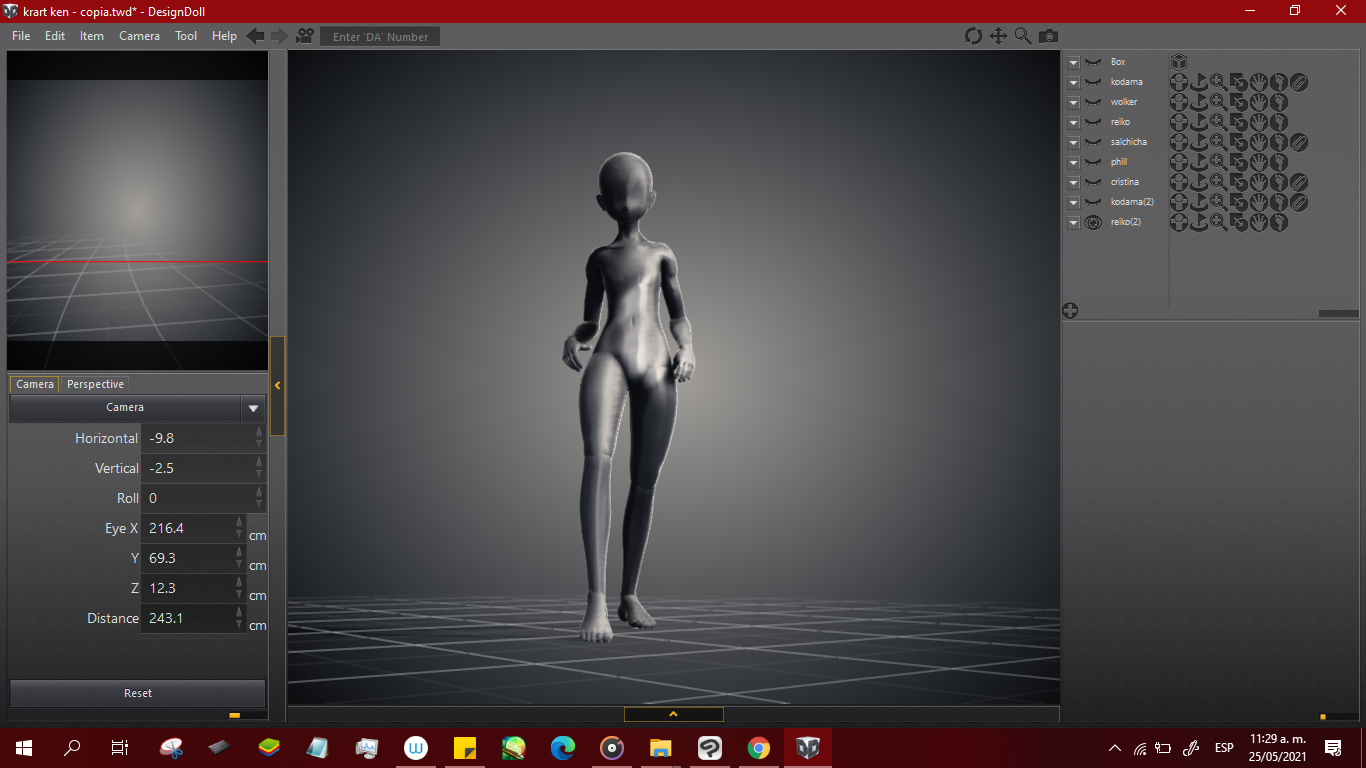 krart ken - copia.twd* - DesignDoll
File Edit Item Camera Tool Help Enter 'DA' Number
Box
kodama
wolker
reiko
salchicha
phill
cristina
kodama(2)
reiko(2)
Camera Perspective
Camera
Horizontal -9.8
Vertical -2.5
Roll 0
Eye X 216.4 cm
Y 69.3 cm
Z 12.3 cm
Distance 243.1 cm
Reset
ESP
11:29 a. m.
25/05/2021